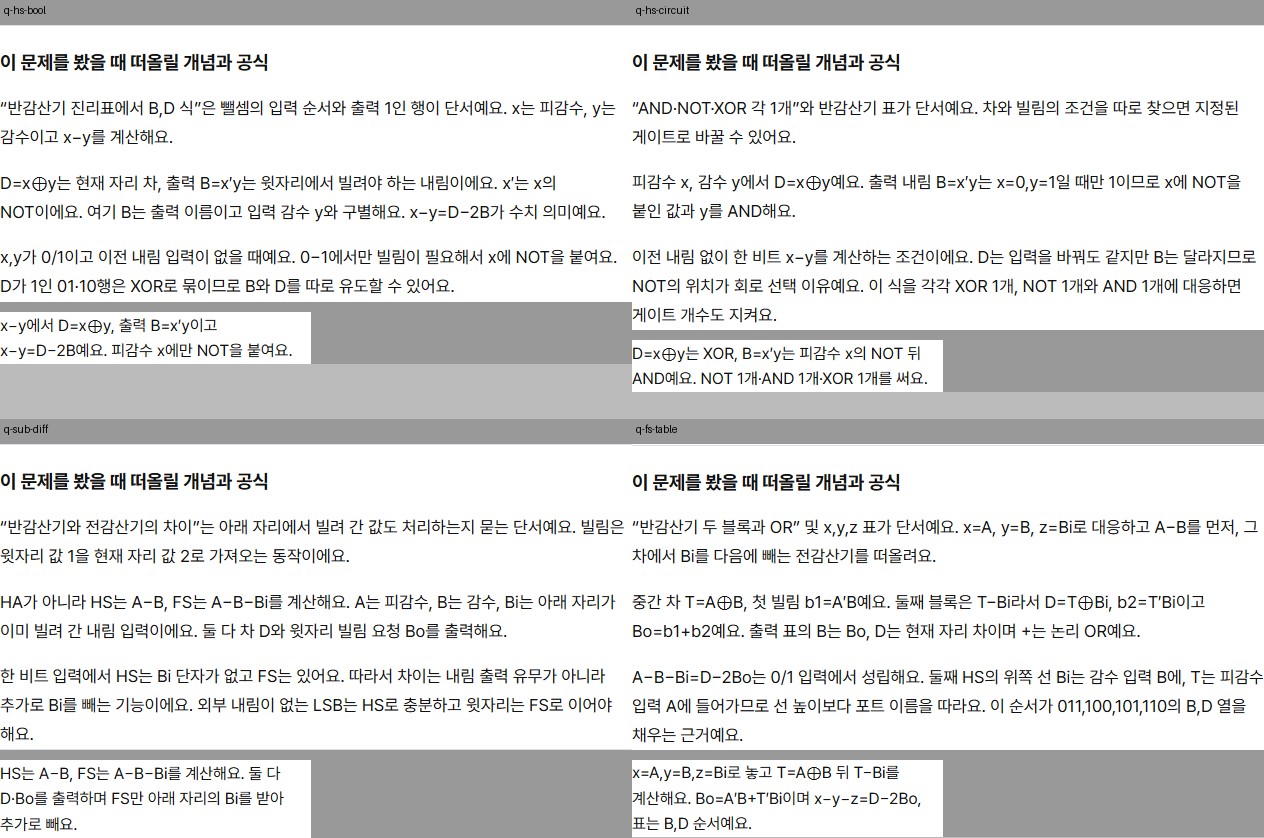 q-hs-bool
이 문제를 봤을 때 떠올릴 개념과 공식
“반감산기 진리표에서 B,D 식”은 뺄셈의 입력 순서와 출력 1인 행이 단서예요. x는 피감수, y는
감수이고 x−y를 계산해요.
D=x⊕y는 현재 자리 차, 출력 B=x′y는 윗자리에서 빌려야 하는 내림이에요. x′는 x의
NOT이에요. 여기 B는 출력 이름이고 입력 감수 y와 구별해요. x−y=D−2B가 수치 의미예요.
x,y가 0/1이고 이전 내림 입력이 없을 때예요. 0−1에서만 빌림이 필요해서 x에 NOT을 붙여요.
D가 1인 01·10행은 XOR로 묶이므로 B와 D를 따로 유도할 수 있어요.
x−y에서 D=x⊕y, 출력 B=x′y이고
x−y=D−2B예요. 피감수 x에만 NOT을 붙여요.
q-hs-circuit
이 문제를 봤을 때 떠올릴 개념과 공식
“AND·NOT·XOR 각 1개”와 반감산기 표가 단서예요. 차와 빌림의 조건을 따로 찾으면 지정된
게이트로 바꿀 수 있어요.
피감수 x, 감수 y에서 D=x⊕y예요. 출력 내림 B=x′y는 x=0,y=1일 때만 1이므로 x에 NOT을
붙인 값과 y를 AND해요.
이전 내림 없이 한 비트 x−y를 계산하는 조건이에요. D는 입력을 바꿔도 같지만 B는 달라지므로
NOT의 위치가 회로 선택 이유예요. 이 식을 각각 XOR 1개, NOT 1개와 AND 1개에 대응하면
게이트 개수도 지켜요.
D=x⊕y는 XOR, B=x′y는 피감수 x의 NOT 뒤
AND예요. NOT 1개·AND 1개·XOR 1개를 써요.
q-sub-diff
이 문제를 봤을 때 떠올릴 개념과 공식
“반감산기와 전감산기의 차이”는 아래 자리에서 빌려 간 값도 처리하는지 묻는 단서예요. 빌림은
윗자리 값 1을 현재 자리 값 2로 가져오는 동작이에요.
HA가 아니라 HS는 A−B, FS는 A−B−Bi를 계산해요. A는 피감수, B는 감수, Bi는 아래 자리가
이미 빌려 간 내림 입력이에요. 둘 다 차 D와 윗자리 빌림 요청 Bo를 출력해요.
한 비트 입력에서 HS는 Bi 단자가 없고 FS는 있어요. 따라서 차이는 내림 출력 유무가 아니라
추가로 Bi를 빼는 기능이에요. 외부 내림이 없는 LSB는 HS로 충분하고 윗자리는 FS로 이어야
해요.
HS는 A−B, FS는 A−B−Bi를 계산해요. 둘 다
D·Bo를 출력하며 FS만 아래 자리의 Bi를 받아
추가로 빼요.
q-fs-table
이 문제를 봤을 때 떠올릴 개념과 공식
“반감산기 두 블록과 OR” 및 x,y,z 표가 단서예요. x=A, y=B, z=Bi로 대응하고 A−B를 먼저, 그
차에서 Bi를 다음에 빼는 전감산기를 떠올려요.
중간 차 T=A⊕B, 첫 빌림 b1=A′B예요. 둘째 블록은 T−Bi라서 D=T⊕Bi, b2=T′Bi이고
Bo=b1+b2예요. 출력 표의 B는 Bo, D는 현재 자리 차이며 +는 논리 OR예요.
A−B−Bi=D−2Bo는 0/1 입력에서 성립해요. 둘째 HS의 위쪽 선 Bi는 감수 입력 B에, T는 피감수
입력 A에 들어가므로 선 높이보다 포트 이름을 따라요. 이 순서가 011,100,101,110의 B,D 열을
채우는 근거예요.
x=A,y=B,z=Bi로 놓고 T=A⊕B 뒤 T−Bi를
계산해요. Bo=A′B+T′Bi이며 x−y−z=D−2Bo,
표는 B,D 순서예요.